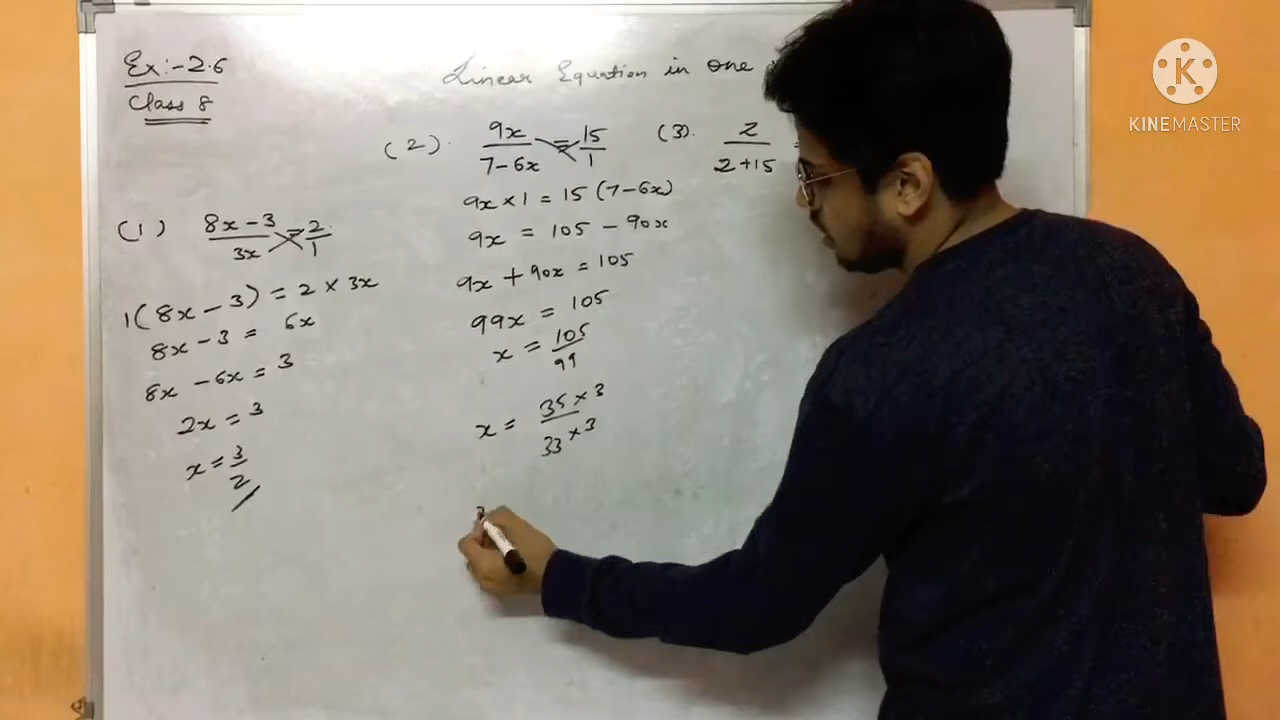 Ex:-2.6
Class 8
Linear Equation in one
(1) 8x-3/3x = 2/1
1(8x-3) = 2×3x
8x-3 = 6x
8x-6x = 3
2x = 3
x = 3/2
(2). 9x/7-6x = 15/1
9x×1 = 15(7-6x)
9x = 105-90x
9x+90x = 105
99x = 105
x = 105/99
x = 35×3/33×3
(3). z/z+15 =
KINEMASTER